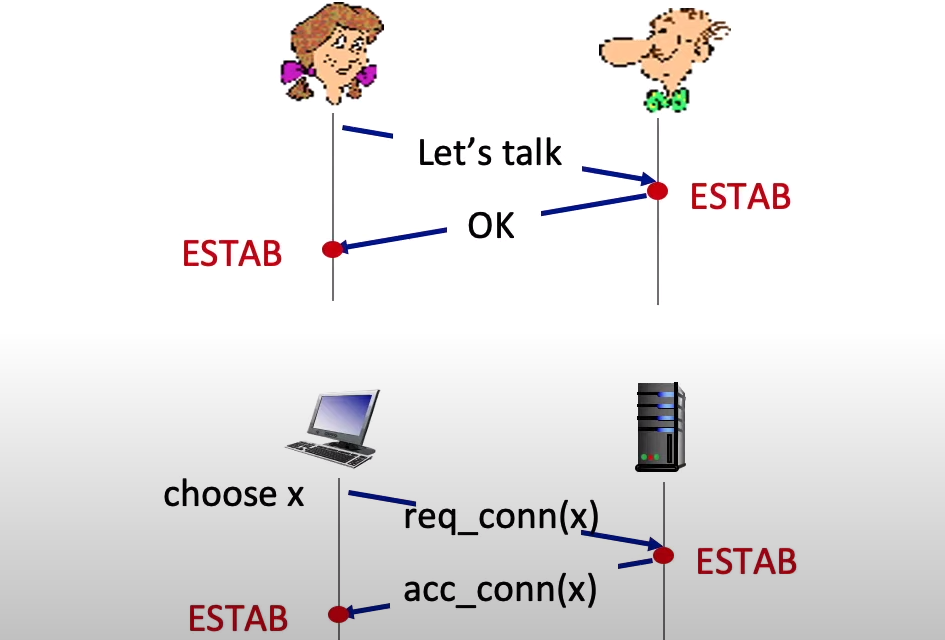 Let's talk
ESTAB
OK
ESTAB
choose x
req_conn(x)
ESTAB
acc_conn(x)
ESTAB